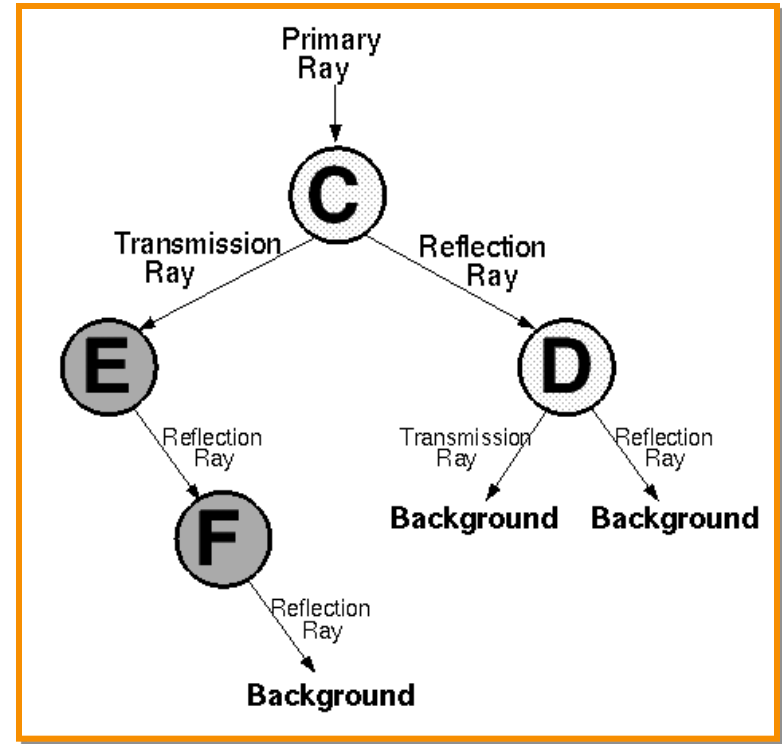 Primary
Ray
C
Transmission
Ray
Reflection
Ray
E
D
Reflection
Ray
Transmission
Ray
Reflection
Ray
Background
Background
F
Reflection
Ray
Background